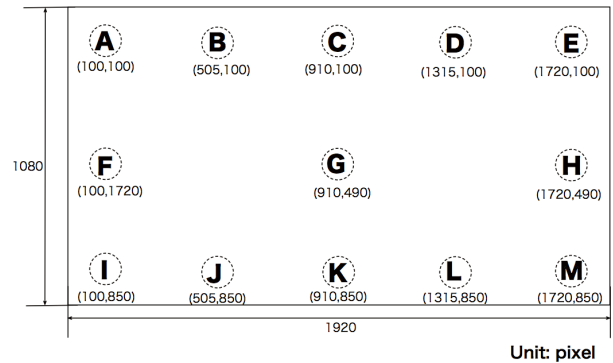 A B C D E
(100,100) (505,100) (910,100) (1315,100) (1720,100)
1080
F G H
(100,1720) (910,490) (1720,490)
I J K L M
(100,850) (505,850) (910,850) (1315,850) (1720,850)
1920
Unit: pixel